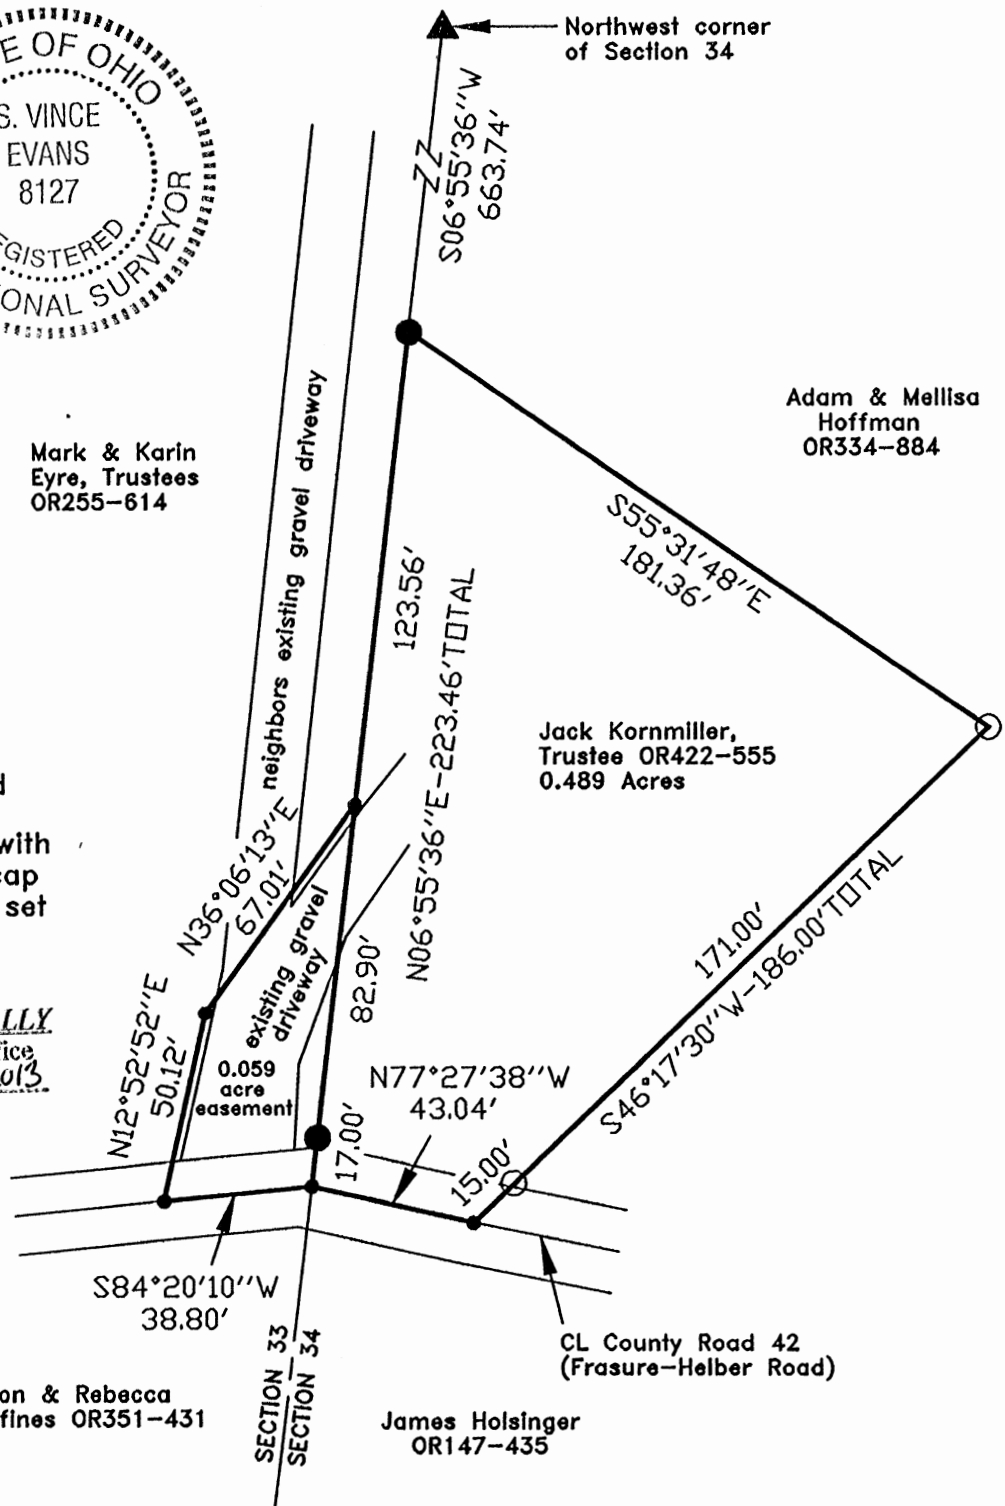 Northwest corner
of Section 34
E OF OHIO
S. VINCE
EVANS
8127
EGISTERED
ONAL SURVEYOR
S06°55'36"W
663.74'
Mark & Karin
Eyre, Trustees
OR255-614
neighbors existing gravel driveway
Adam & Mellisa
Hoffman
OR334-884
S55°31'48"E
181.36'
123.56'
N06°55'36"E-223.46'TOTAL
Jack Kornmiller,
Trustee OR422-555
0.489 Acres
d
with
cap
set
N36°06'13"E
67.01'
existing gravel
driveway
82.90'
171.00'
S46°17'30"W-186.00'TOTAL
LLY
fice
013
N12°52'52"E
50.12'
0.059
acre
easement
N77°27'38"W
43.04'
17.00'
15.00'
S84°20'10"W
38.80'
SECTION 33
SECTION 34
CL County Road 42
(Frasure-Helber Road)
on & Rebecca
fines OR351-431
James Holsinger
OR147-435